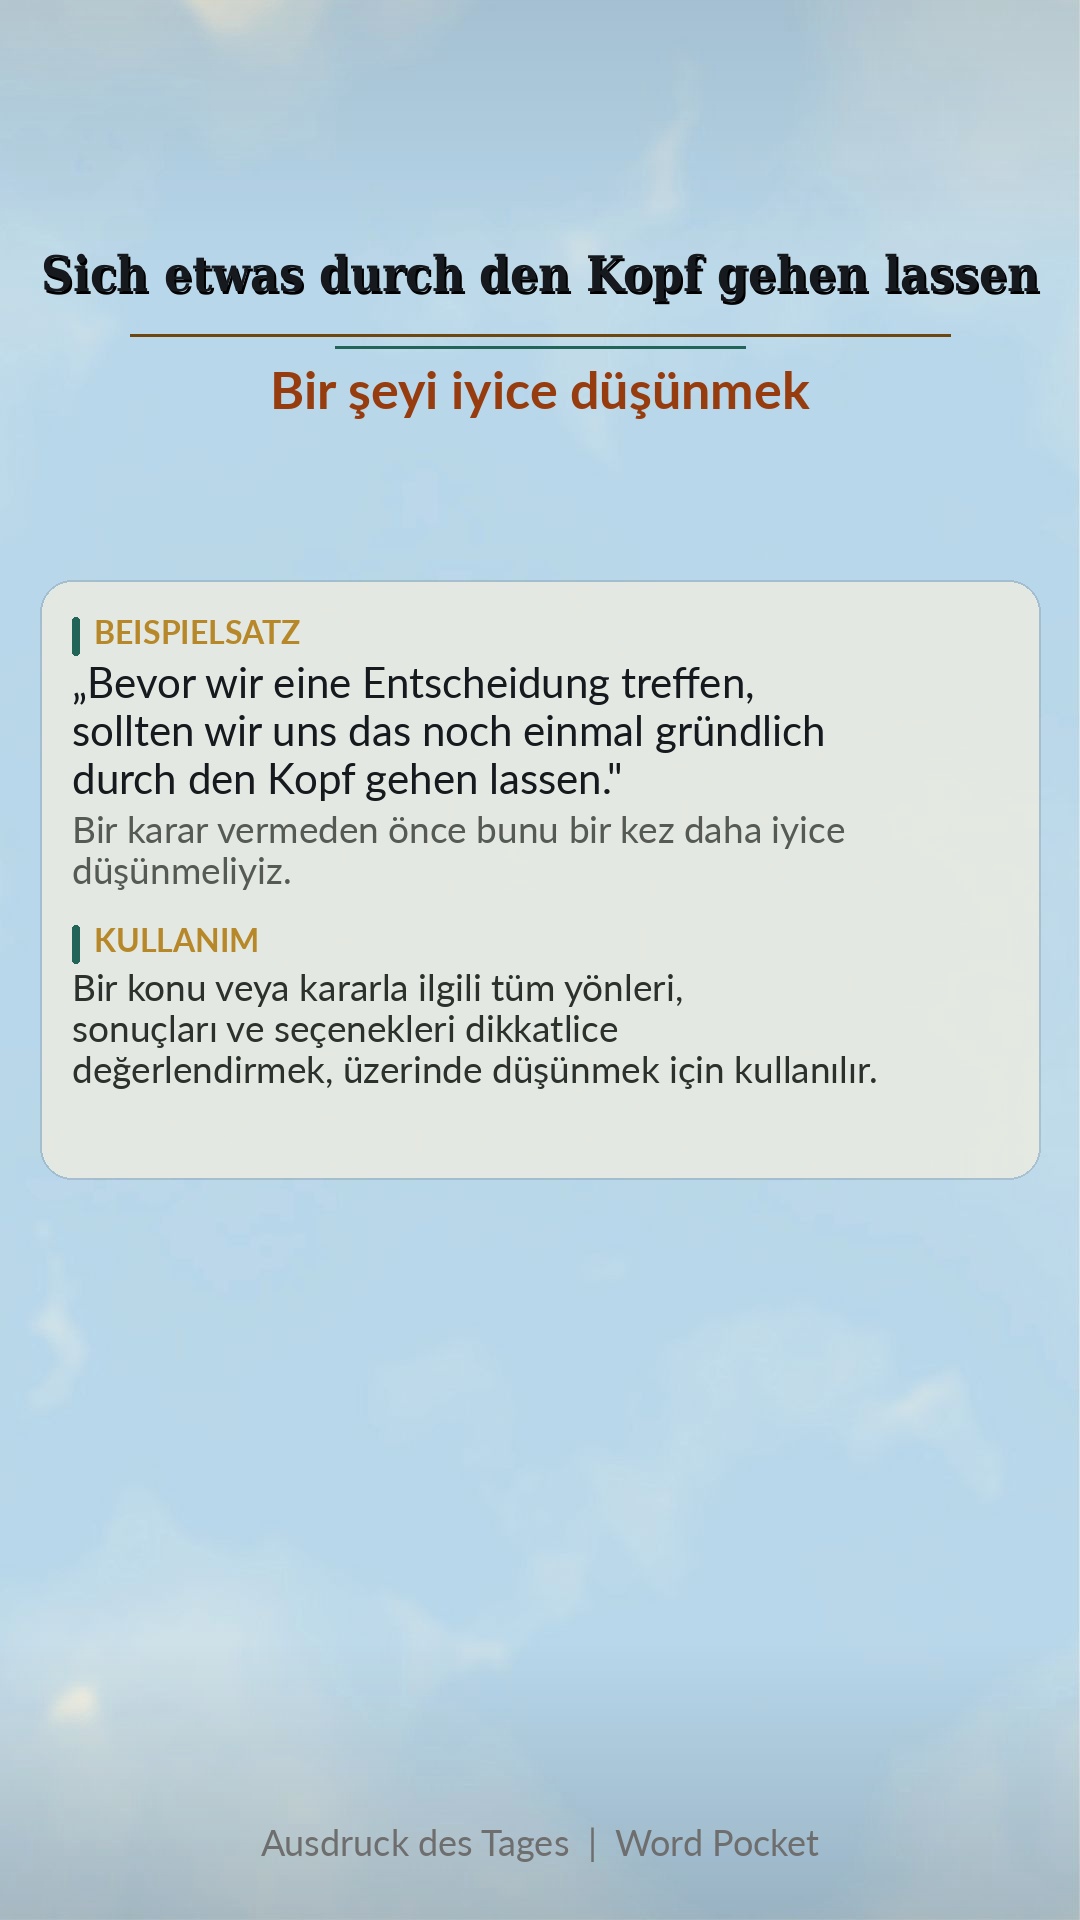 Sich etwas durch den Kopf gehen lassen
Bir şeyi iyice düşünmek
BEISPIELSATZ
„Bevor wir eine Entscheidung treffen,
sollten wir uns das noch einmal gründlich
durch den Kopf gehen lassen."
Bir karar vermeden önce bunu bir kez daha iyice
düşünmeliyiz.
KULLANIM
Bir konu veya kararla ilgili tüm yönleri,
sonuçları ve seçenekleri dikkatlice
değerlendirmek, üzerinde düşünmek için kullanılır.
Ausdruck des Tages | Word Pocket